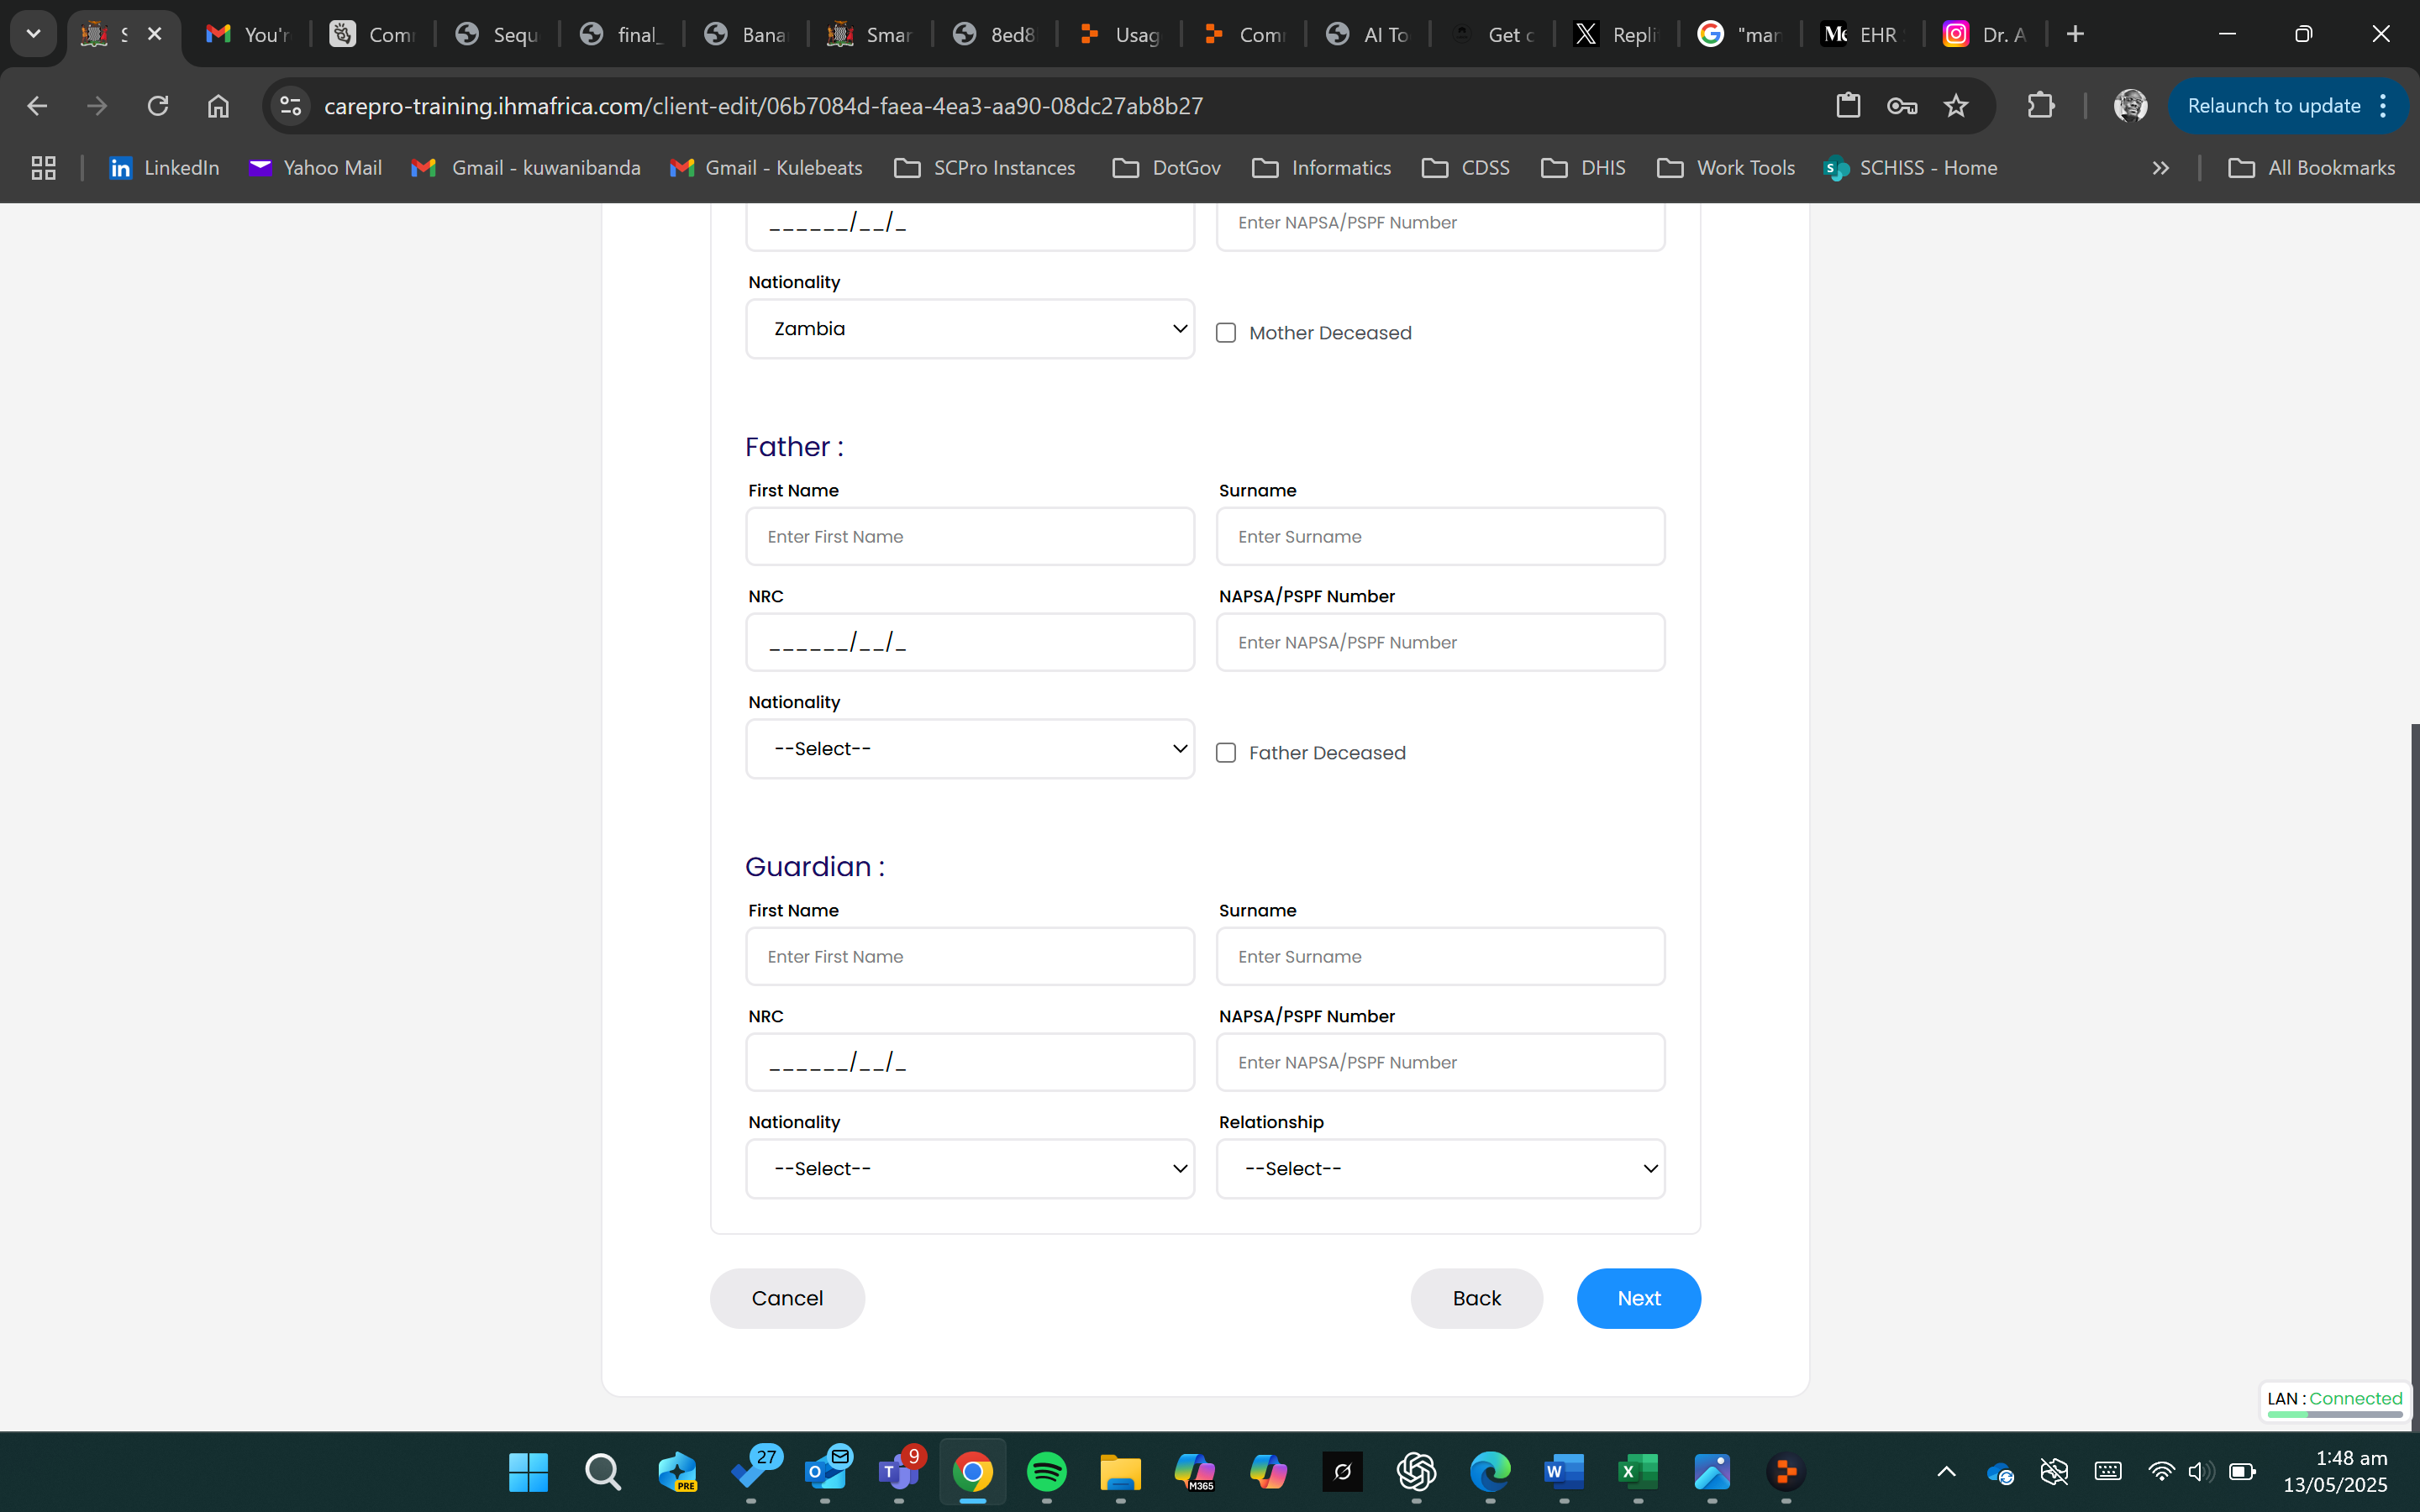 You'r
Com
Sequ
final_
Bana
Smar
8ed8
Usag
Com
AI To
Get c
Repli
"mar
EHR
Dr. A
carepro-training.ihmafrica.com/client-edit/06b7084d-faea-4ea3-aa90-08dc27ab8b27
Relaunch to update
LinkedIn
Yahoo Mail
Gmail - kuwanibanda
Gmail - Kulebeats
SCPro Instances
DotGov
Informatics
CDSS
DHIS
Work Tools
SCHISS - Home
All Bookmarks
______/__/_
Enter NAPSA/PSPF Number
Nationality
Zambia
Mother Deceased
Father :
First Name
Surname
Enter First Name
Enter Surname
NRC
NAPSA/PSPF Number
______/__/_
Enter NAPSA/PSPF Number
Nationality
--Select--
Father Deceased
Guardian :
First Name
Surname
Enter First Name
Enter Surname
NRC
NAPSA/PSPF Number
______/__/_
Enter NAPSA/PSPF Number
Nationality
Relationship
--Select--
--Select--
Cancel
Back
Next
LAN : Connected
PRE
27
9
M365
1:48 am
13/05/2025